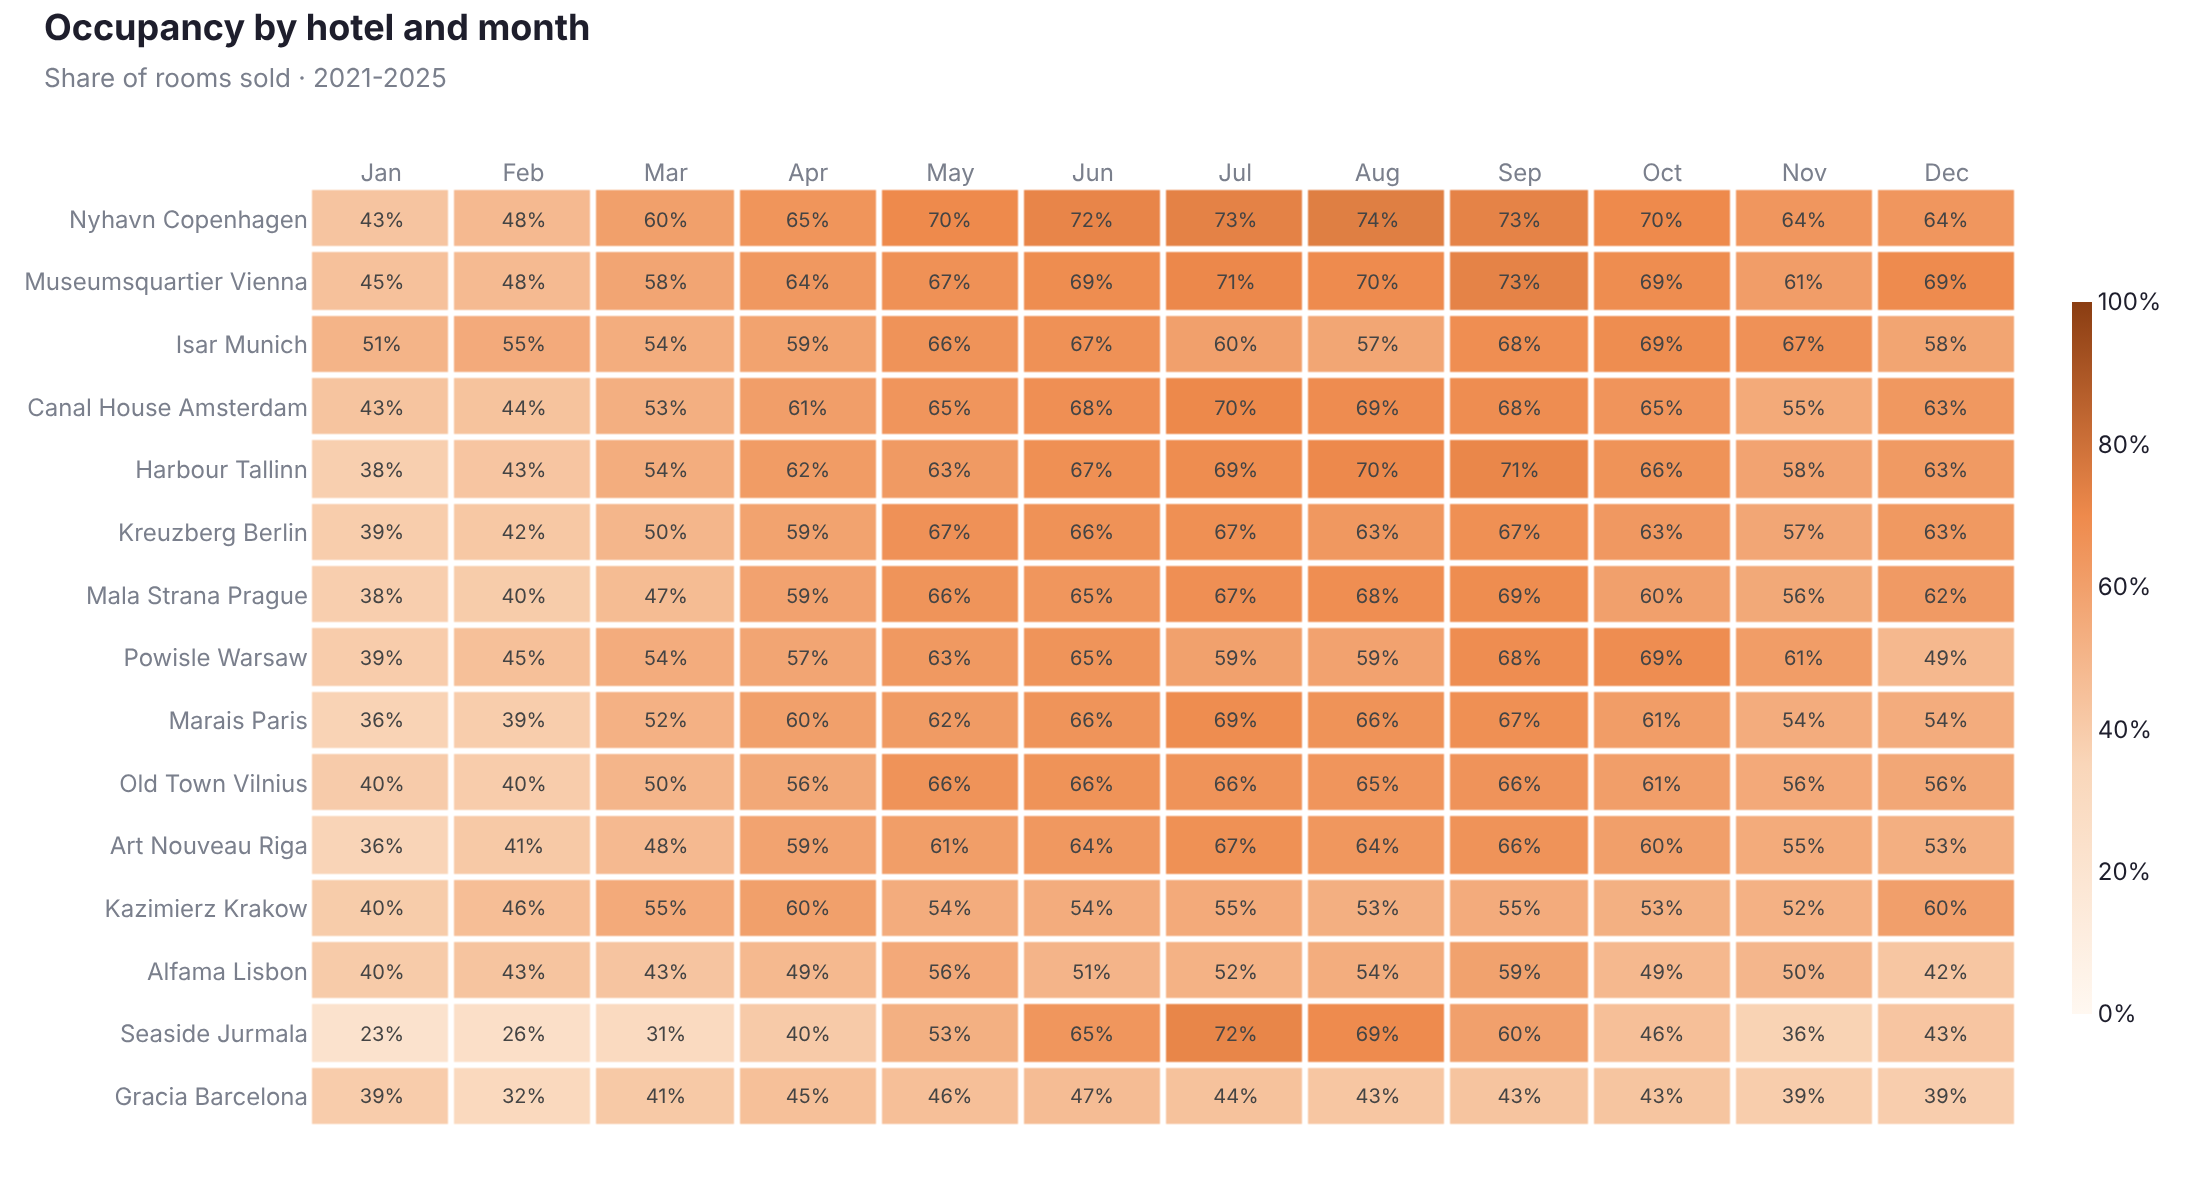 Occupancy by hotel and month
Share of rooms sold · 2021-2025
Jan Feb Mar Apr May Jun Jul Aug Sep Oct Nov Dec
Nyhavn Copenhagen 43% 48% 60% 65% 70% 72% 73% 74% 73% 70% 64% 64%
Museumsquartier Vienna 45% 48% 58% 64% 67% 69% 71% 70% 73% 69% 61% 69%
Isar Munich 51% 55% 54% 59% 66% 67% 60% 57% 68% 69% 67% 58%
Canal House Amsterdam 43% 44% 53% 61% 65% 68% 70% 69% 68% 65% 55% 63%
Harbour Tallinn 38% 43% 54% 62% 63% 67% 69% 70% 71% 66% 58% 63%
Kreuzberg Berlin 39% 42% 50% 59% 67% 66% 67% 63% 67% 63% 57% 63%
Mala Strana Prague 38% 40% 47% 59% 66% 65% 67% 68% 69% 60% 56% 62%
Powisle Warsaw 39% 45% 54% 57% 63% 65% 59% 59% 68% 69% 61% 49%
Marais Paris 36% 39% 52% 60% 62% 66% 69% 66% 67% 61% 54% 54%
Old Town Vilnius 40% 40% 50% 56% 66% 66% 66% 65% 66% 61% 56% 56%
Art Nouveau Riga 36% 41% 48% 59% 61% 64% 67% 64% 66% 60% 55% 53%
Kazimierz Krakow 40% 46% 55% 60% 54% 54% 55% 53% 55% 53% 52% 60%
Alfama Lisbon 40% 43% 43% 49% 56% 51% 52% 54% 59% 49% 50% 42%
Seaside Jurmala 23% 26% 31% 40% 53% 65% 72% 69% 60% 46% 36% 43%
Gracia Barcelona 39% 32% 41% 45% 46% 47% 44% 43% 43% 43% 39% 39%
100%
80%
60%
40%
20%
0%